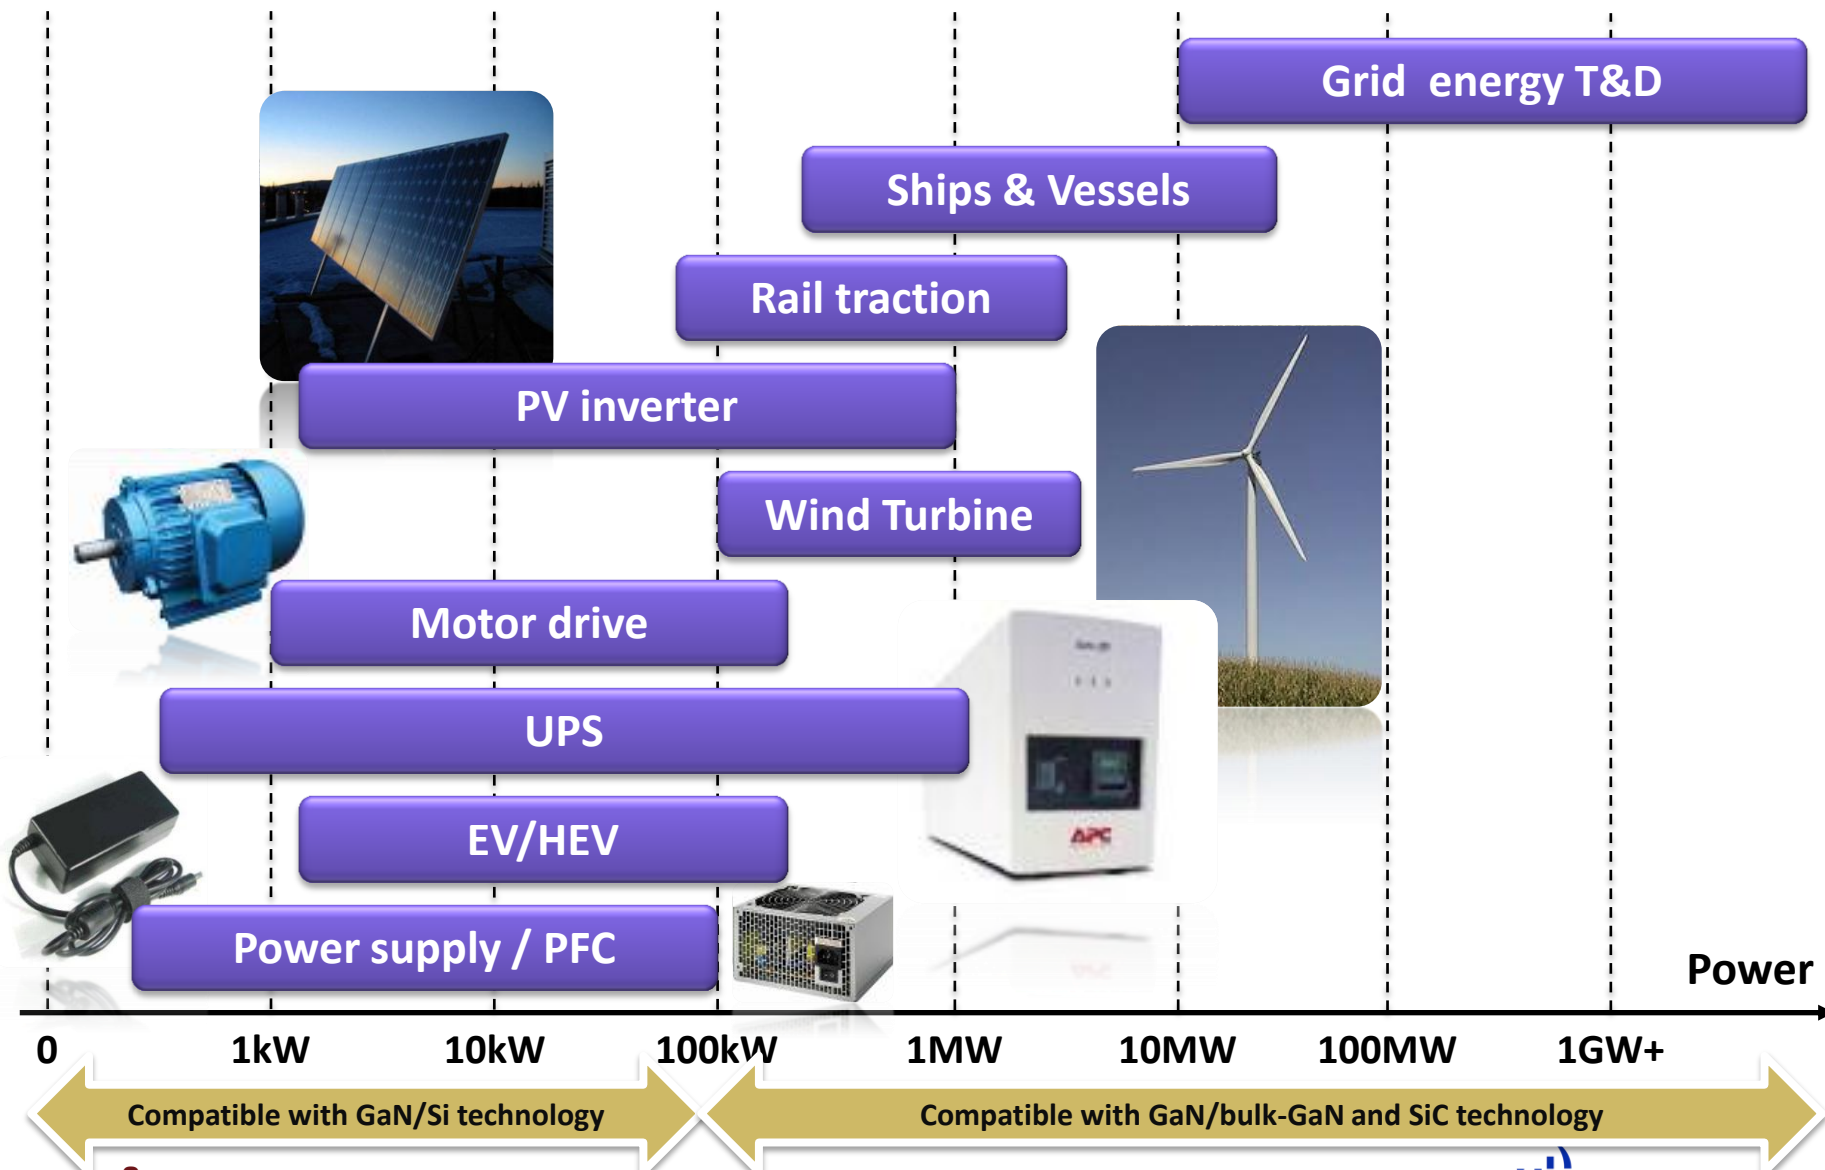 Grid energy T&D
Ships & Vessels
Rail traction
PV inverter
Wind Turbine
Motor drive
UPS
EV/HEV
APC
Power supply / PFC
Power
0 1kW 10kW 100kW 1MW 10MW 100MW 1GW+
Compatible with GaN/Si technology
Compatible with GaN/bulk-GaN and SiC technology